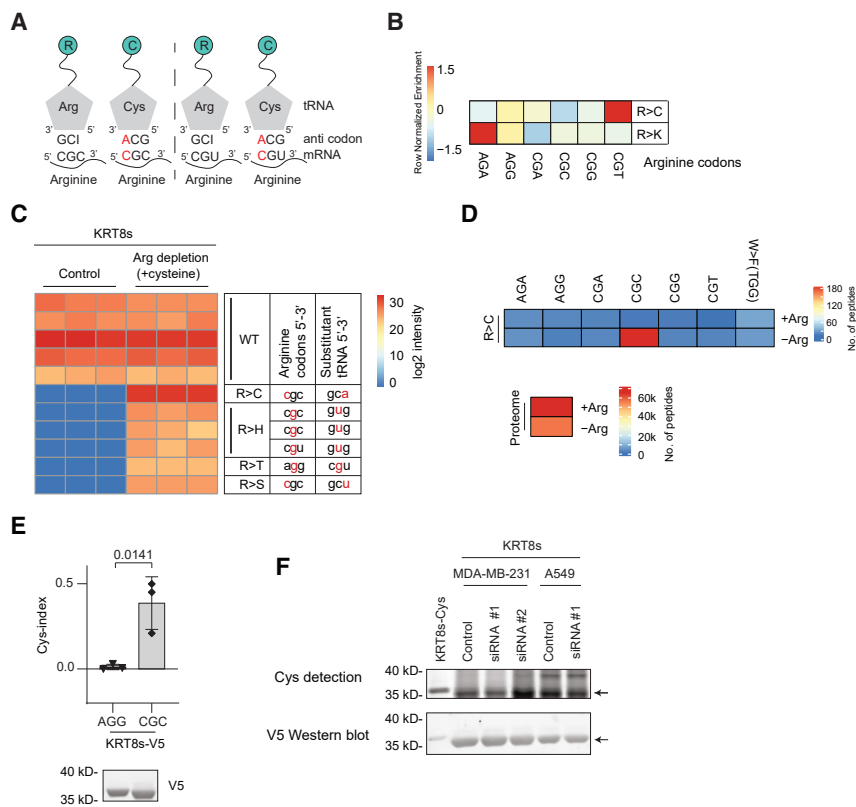 A
R C R C
Arg Cys Arg Cys tRNA
3' 5' 3' 5' 3' 5' 3' 5'
GCI ACG GCI ACG anti codon
5' CGC 3' 5' CGC 3' 5' CGU 3' 5' CGU 3' mRNA
Arginine Arginine Arginine Arginine
B
Row Normalized Enrichment
1.5
−1.5
R>C
R>K
AGA AGG CGA CGC CGG CGT
Arginine codons
C
KRT8s
Control
Arg depletion
(+cysteine)
WT
Arginine
codons 5'-3'
Substitutant
tRNA 5'-3'
R>C cgc gca
R>H
cgc gug
cgc gug
cgu gug
R>T agg cgu
R>S cgc gcu
30
20
10
0
log2 intensity
D
AGA AGG CGA CGC CGG CGT W>F(TGG)
R>C
+Arg
−Arg
180
120
60
0
No. of peptides
Proteome
+Arg
−Arg
60k
40k
20k
0
No. of peptides
E
0.0141
0.5
0.0
Cys-index
AGG CGC
KRT8s-V5
40 kD-
35 kD-
V5
F
KRT8s
MDA-MB-231 A549
KRT8s-Cys
Control
siRNA #1
siRNA #2
Control
siRNA #1
Cys detection
40 kD-
35 kD-
V5 Western blot
40 kD-
35 kD-